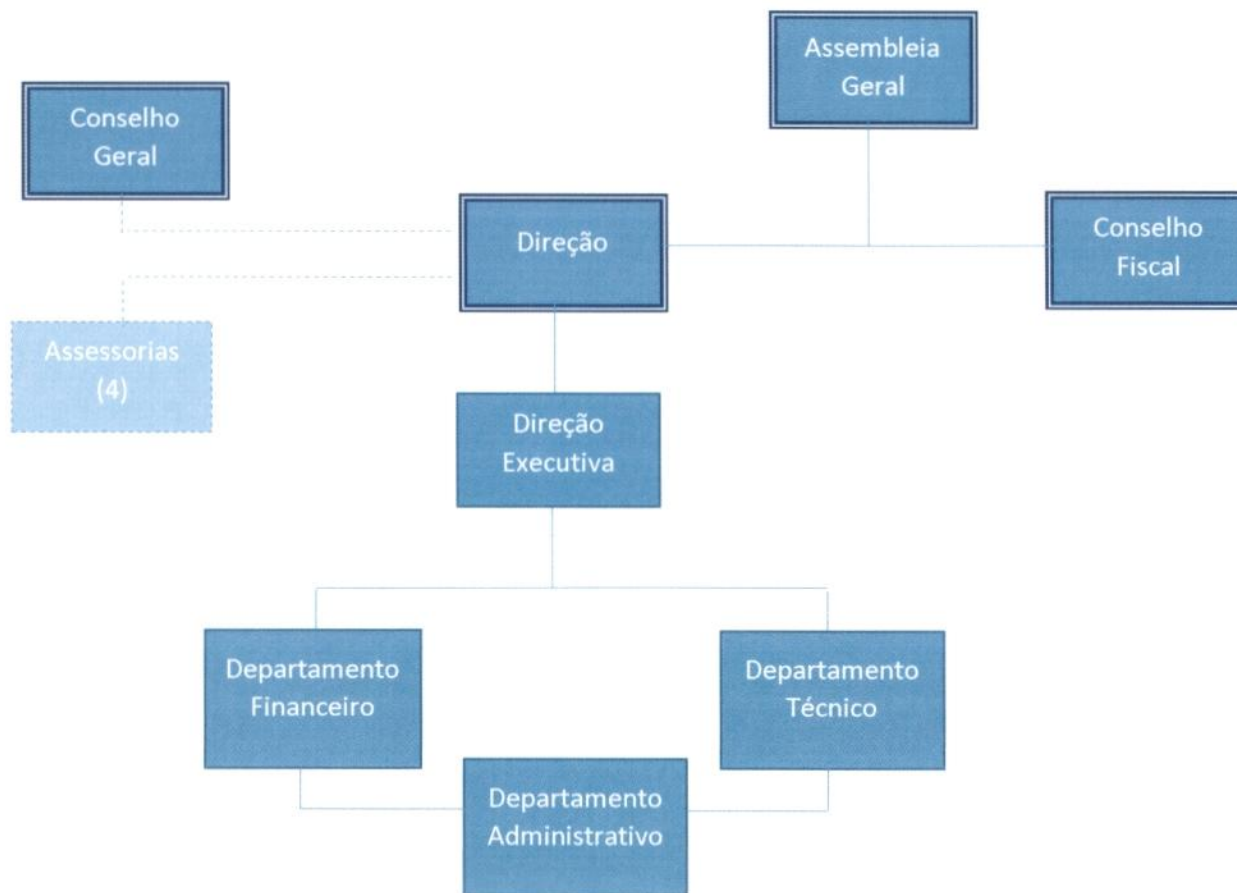 Assembleia
Geral
Conselho
Geral
Direção
Conselho
Fiscal
Assessorias
(4)
Direção
Executiva
Departamento
Financeiro
Departamento
Técnico
Departamento
Administrativo